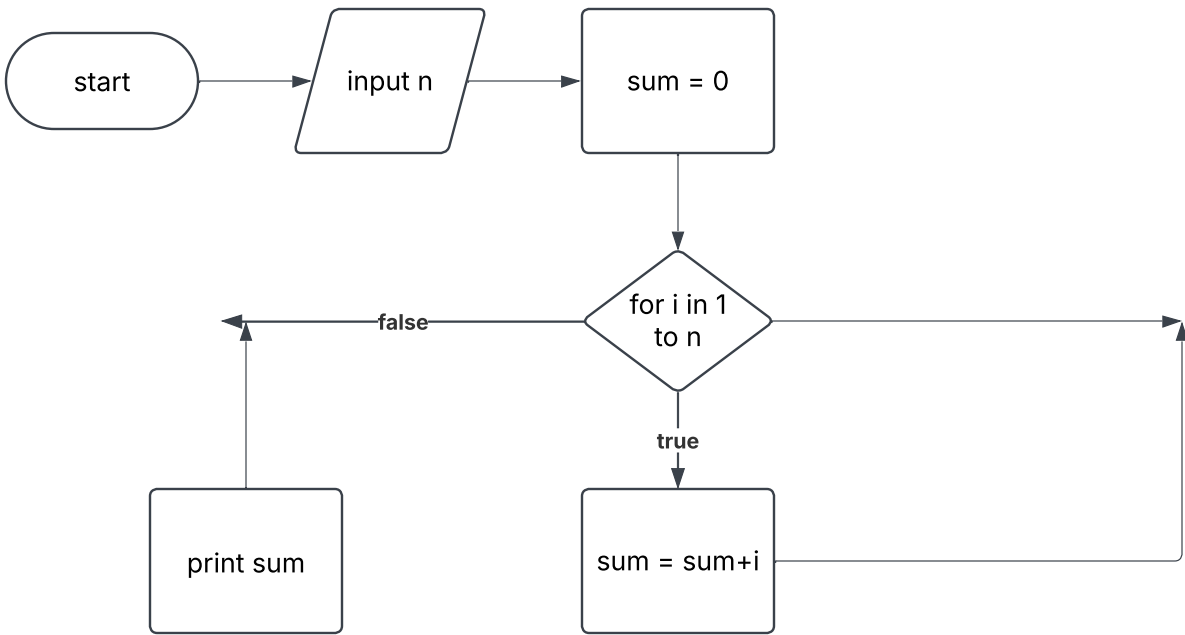 start
input n
sum = 0
for i in 1
to n
false
true
print sum
sum = sum+i